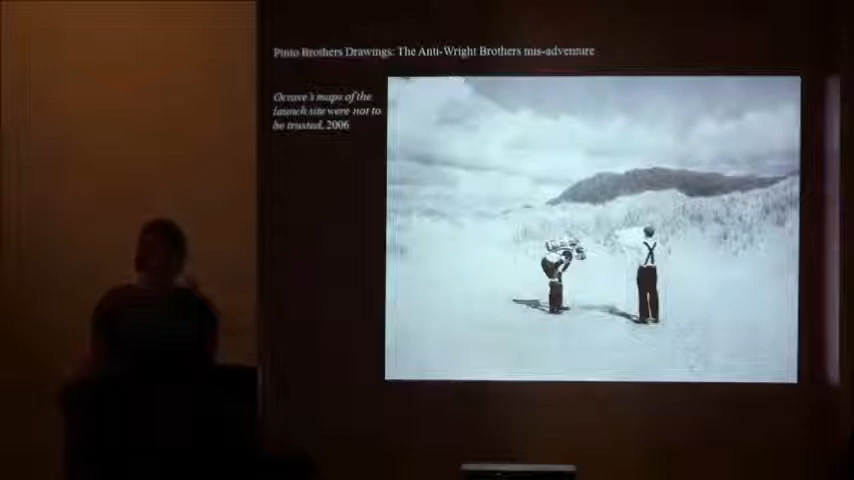 Pinto Brothers Drawings: The Anti-Wright Brothers mis-adventure
Octave's maps of the
launch site were not to
be trusted, 2006